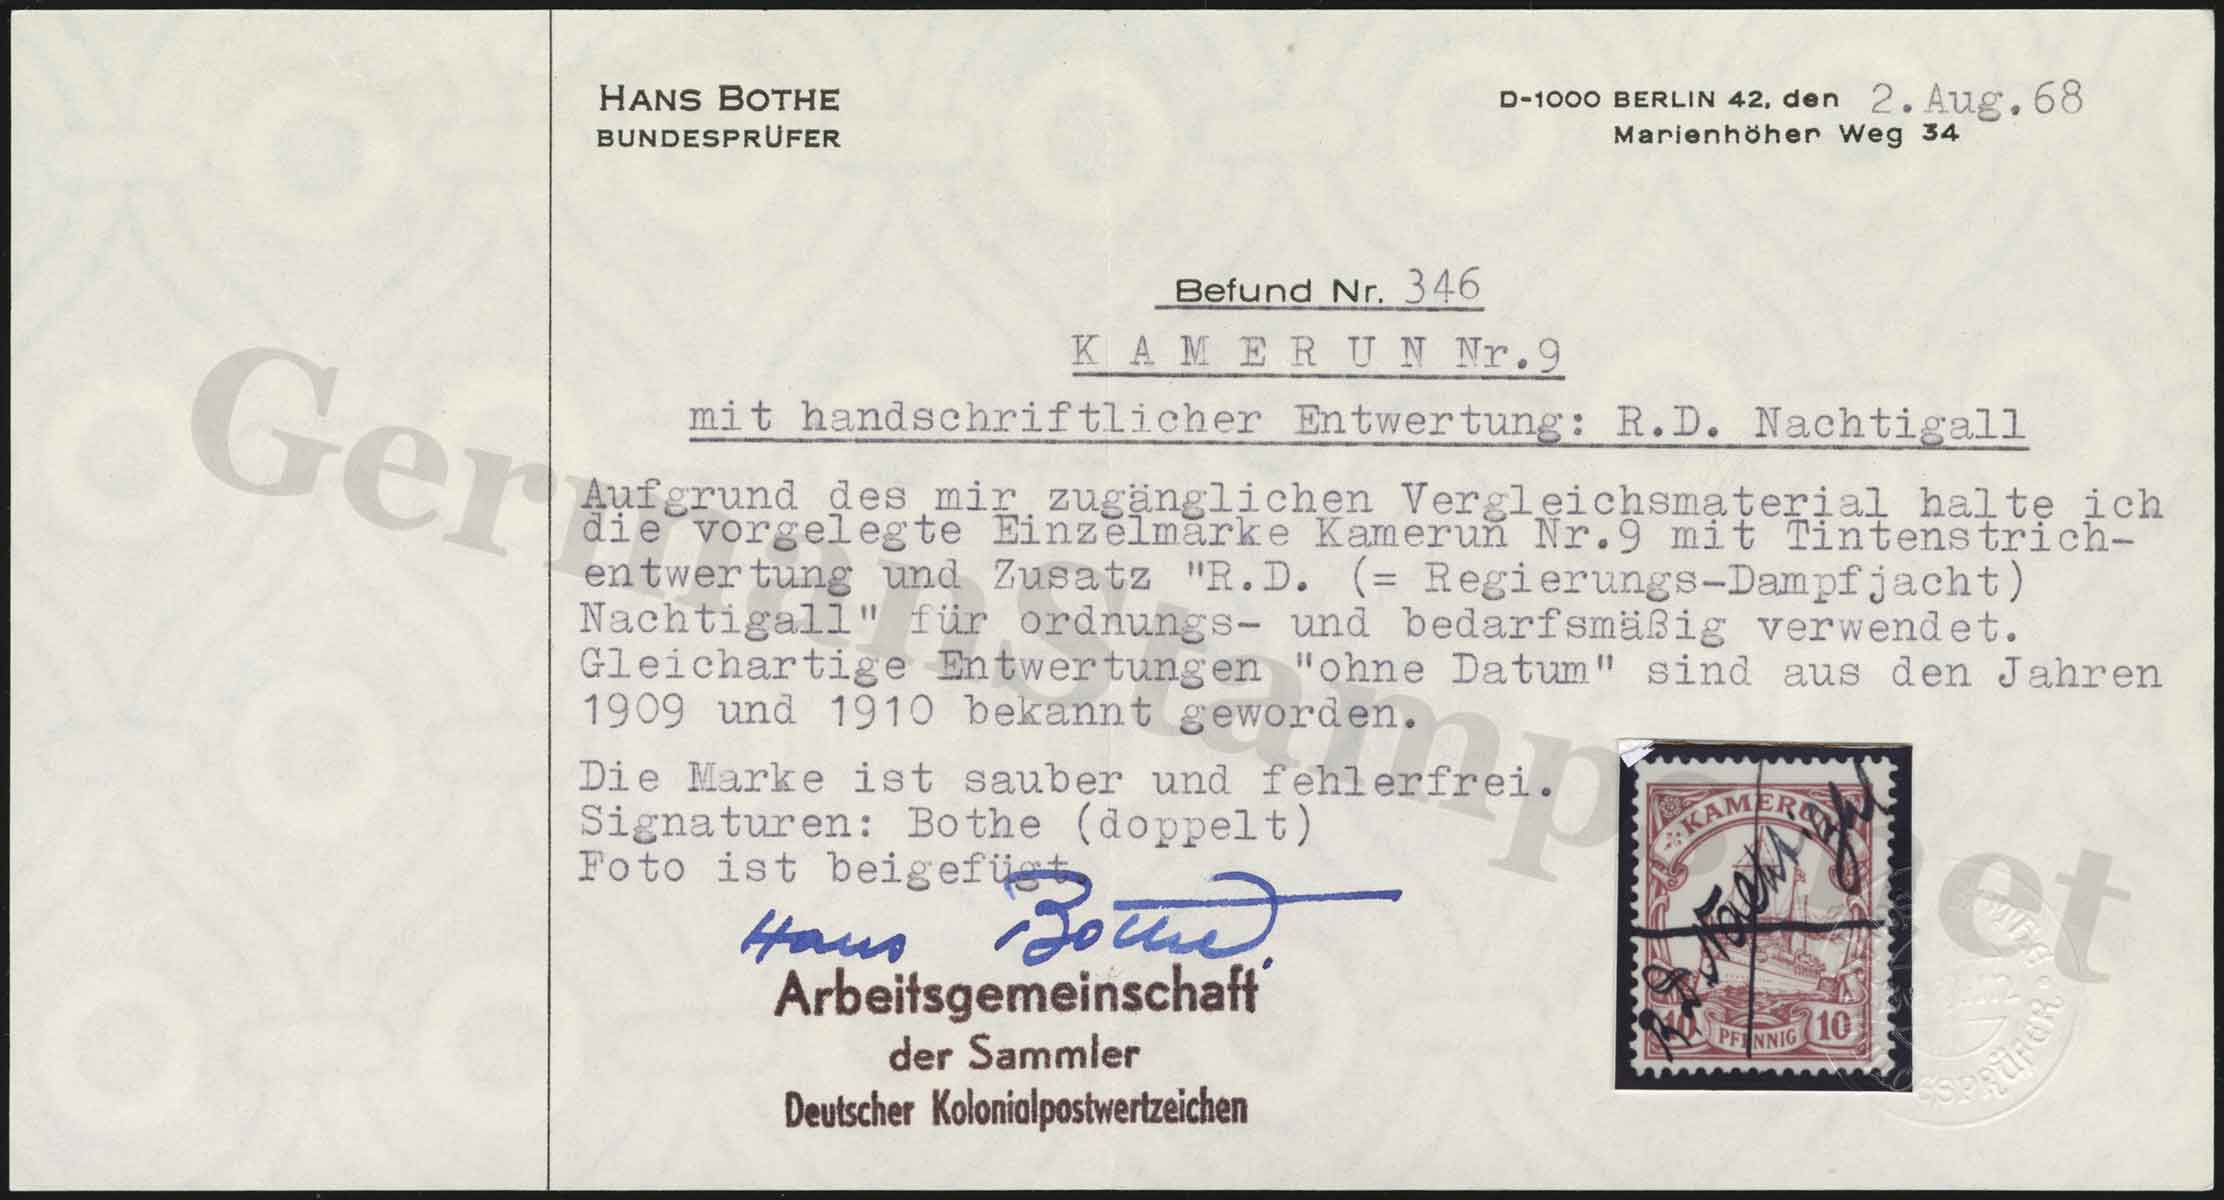 HANS BOTHE
BUNDESPRÜFER
D-1000 BERLIN 42, den 2. Aug. 68
Marienhöher Weg 34
Befund Nr. 346
K A M E R U N Nr.9
mit handschriftlicher Entwertung: R.D. Nachtigall
Aufgrund des mir zugänglichen Vergleichsmaterial halte ich
die vorgelegte Einzelmarke Kamerun Nr.9 mit Tintenstrich-
entwertung und Zusatz "R.D. (= Regierungs-Dampfjacht)
Nachtigall" für ordnungs- und bedarfsmäßig verwendet.
Gleichartige Entwertungen "ohne Datum" sind aus den Jahren
1909 und 1910 bekannt geworden.
Die Marke ist sauber und fehlerfrei.
Signaturen: Bothe (doppelt)
Foto ist beigefügt.
Hans Bothe
Arbeitsgemeinschaft
der Sammler
Deutscher Kolonialpostwertzeichen
KAMERUN
R.D. Nachtigall
10 PFENNIG 10
BUNDESPRÜFER
GermanStamps.net